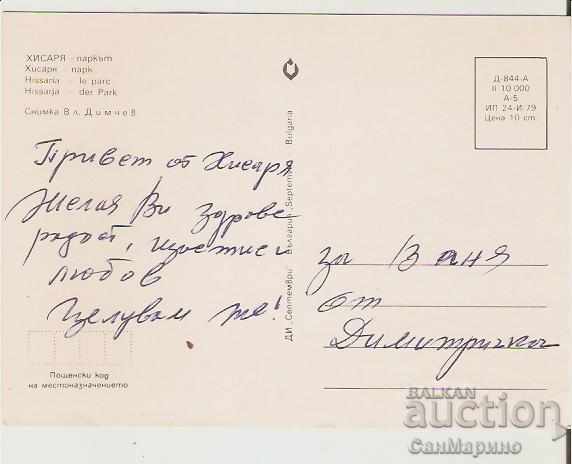 ХИСАРЯ - паркът
Хисаря - парк
Hissaria - le parc
Hissarja - der Park
Снимка Вл. Димчев
Д-844-А
II 10 000
А-5
ИП 24-И-79
Цена 10 ст.
Привет от Хисаря
Желая Ви здраве
радост, щастие и
любов
Целувам те!
за Ваня
от
Димитричка
ДИ „Септември“ България „Septemvri“ Bulgaria
Пощенски код
на местоназначението
BALKAN
auction
СанМарино